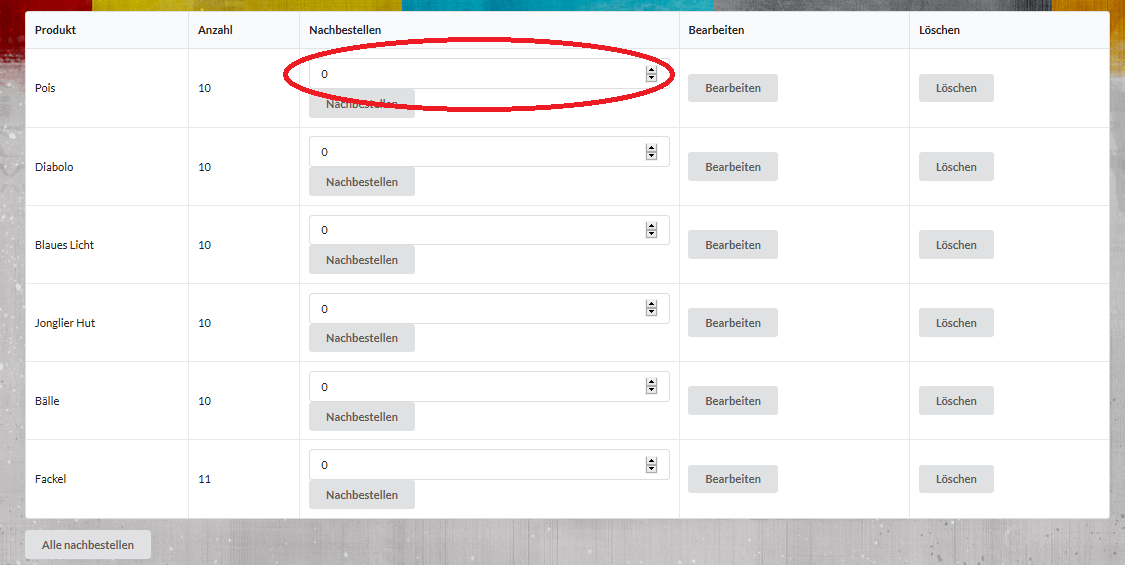 Produkt Anzahl Nachbestellen Bearbeiten Löschen
Pois 10 0 Bearbeiten Löschen
Nachbestellen
Diabolo 10 0 Bearbeiten Löschen
Nachbestellen
Blaues Licht 10 0 Bearbeiten Löschen
Nachbestellen
Jonglier Hut 10 0 Bearbeiten Löschen
Nachbestellen
Bälle 10 0 Bearbeiten Löschen
Nachbestellen
Fackel 11 0 Bearbeiten Löschen
Nachbestellen
Alle nachbestellen